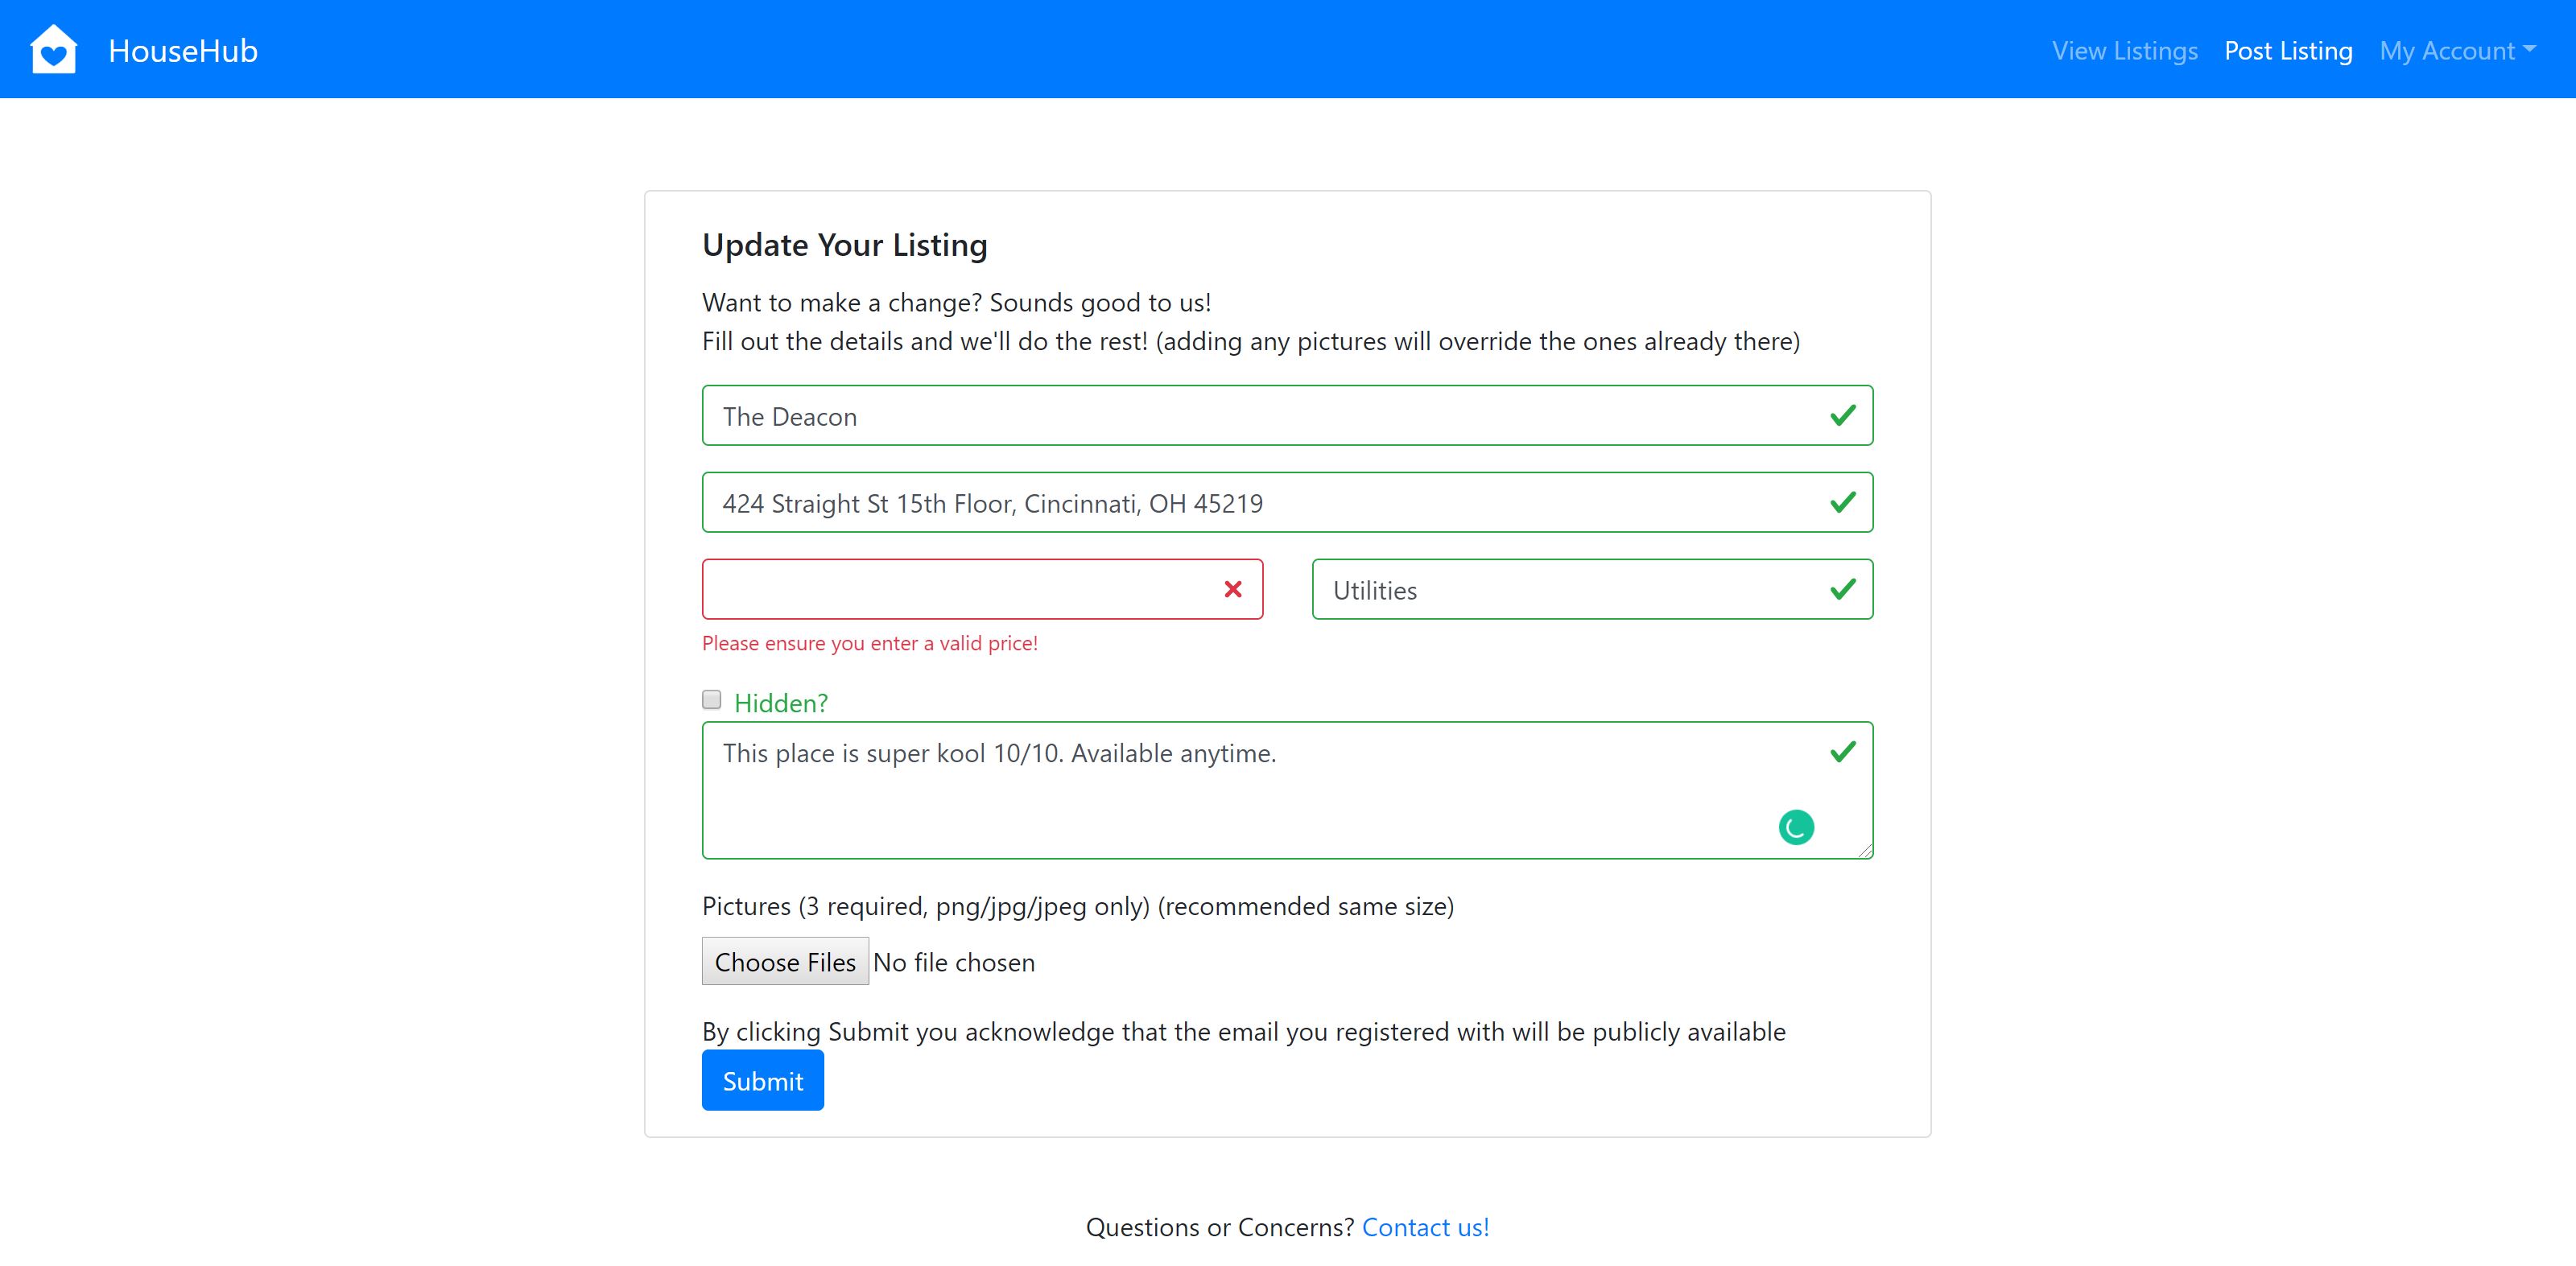 HouseHub
View Listings
Post Listing
My Account
Update Your Listing
Want to make a change? Sounds good to us!
Fill out the details and we'll do the rest! (adding any pictures will override the ones already there)
The Deacon
424 Straight St 15th Floor, Cincinnati, OH 45219
Utilities
Please ensure you enter a valid price!
Hidden?
This place is super kool 10/10. Available anytime.
Pictures (3 required, png/jpg/jpeg only) (recommended same size)
Choose Files No file chosen
By clicking Submit you acknowledge that the email you registered with will be publicly available
Submit
Questions or Concerns? Contact us!